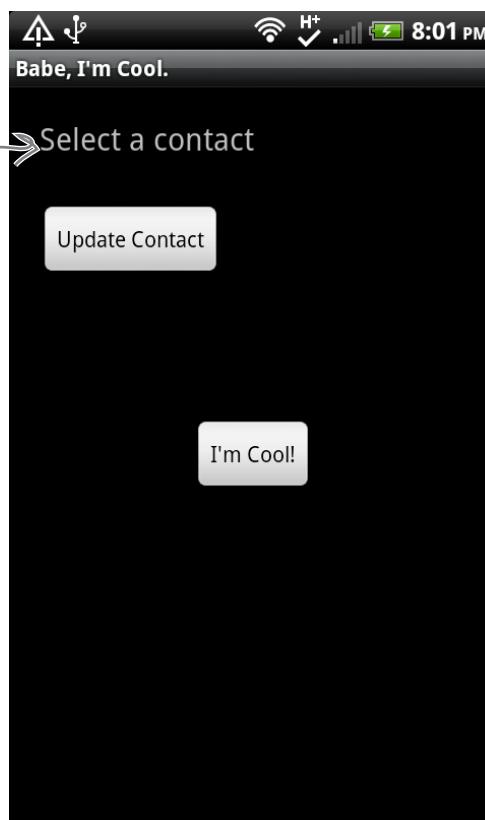 H+
8:01 PM
Babe, I'm Cool.
Select a contact
Update Contact
I'm Cool!